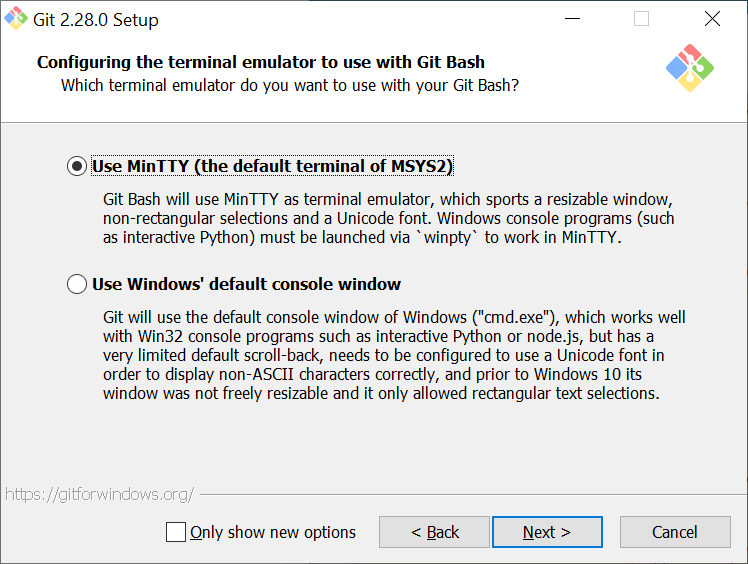 Git 2.28.0 Setup
Configuring the terminal emulator to use with Git Bash
Which terminal emulator do you want to use with your Git Bash?
Use MinTTY (the default terminal of MSYS2)
Git Bash will use MinTTY as terminal emulator, which sports a resizable window,
non-rectangular selections and a Unicode font. Windows console programs (such
as interactive Python) must be launched via `winpty` to work in MinTTY.
Use Windows' default console window
Git will use the default console window of Windows ("cmd.exe"), which works well
with Win32 console programs such as interactive Python or node.js, but has a
very limited default scroll-back, needs to be configured to use a Unicode font in
order to display non-ASCII characters correctly, and prior to Windows 10 its
window was not freely resizable and it only allowed rectangular text selections.
https://gitforwindows.org/
Only show new options
< Back
Next >
Cancel